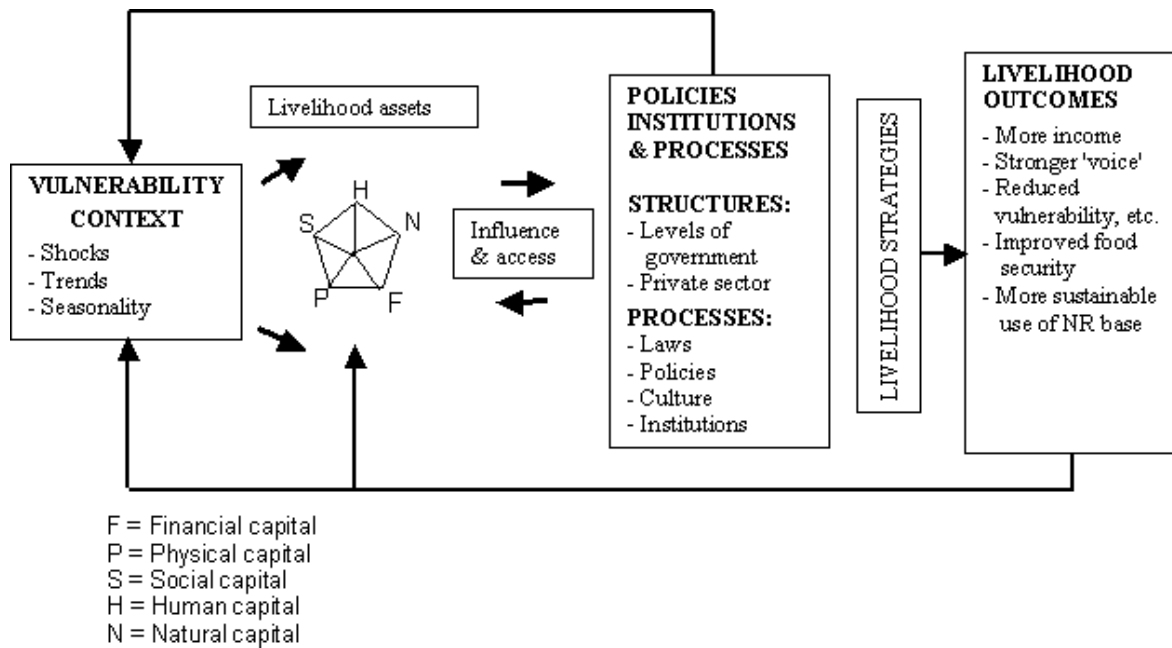 Livelihood assets
VULNERABILITY
CONTEXT
- Shocks
- Trends
- Seasonality
H
S
N
P
F
Influence
& access
POLICIES
INSTITUTIONS
& PROCESSES
STRUCTURES:
- Levels of
government
- Private sector
PROCESSES:
- Laws
- Policies
- Culture
- Institutions
LIVELIHOOD STRATEGIES
LIVELIHOOD
OUTCOMES
- More income
- Stronger 'voice'
- Reduced
vulnerability, etc.
- Improved food
security
- More sustainable
use of NR base
F = Financial capital
P = Physical capital
S = Social capital
H = Human capital
N = Natural capital